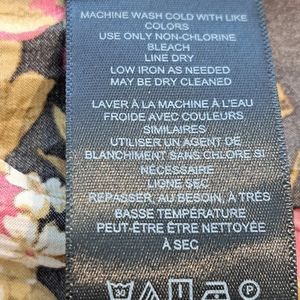 MACHINE WASH COLD WITH LIKE
COLORS
USE ONLY NON-CHLORINE
BLEACH
LINE DRY
LOW IRON AS NEEDED
MAY BE DRY CLEANED
LAVER À LA MACHINE À L'EAU
FROIDE AVEC COULEURS
SIMILAIRES
UTILISER UN AGENT DE
BLANCHIMENT SANS CHLORE SI
NÉCESSAIRE
LIGNE SEC
REPASSER, AU BESOIN, À TRÈS
BASSE TEMPÉRATURE
PEUT-ÊTRE ÊTRE NETTOYÉE
À SEC
30
P